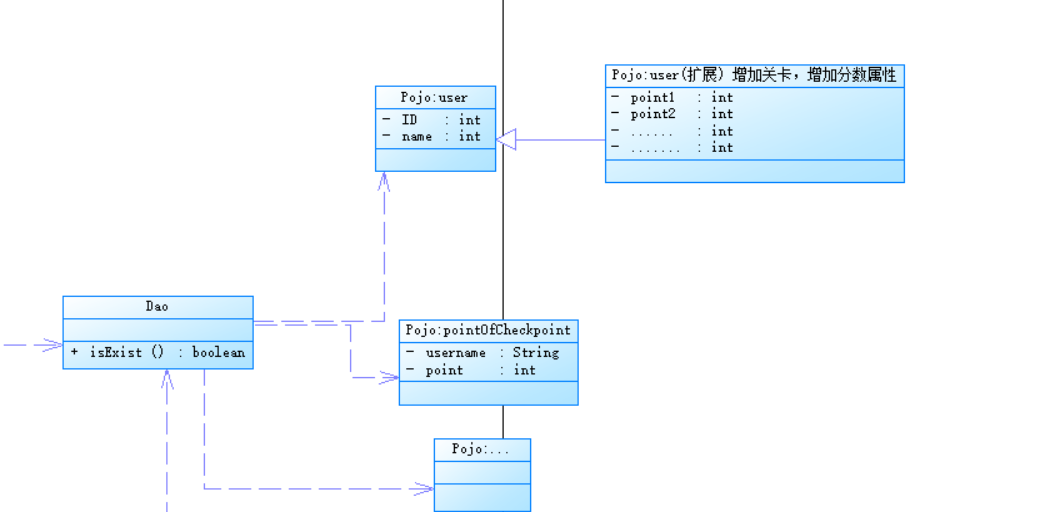 Pojo:user(扩展) 增加关卡，增加分数属性
- point1 : int
- point2 : int
- ...... : int
- ....... : int
Pojo:user
- ID : int
- name : int
Dao
+ isExist () : boolean
Pojo:pointOfCheckpoint
- username : String
- point : int
Pojo:...